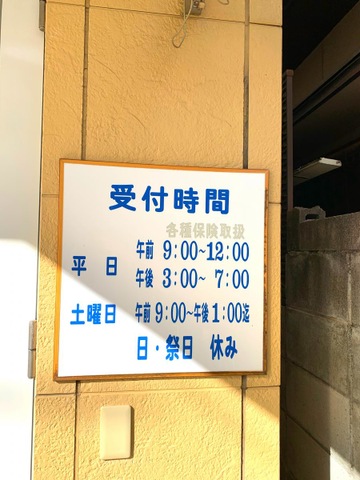 受付時間
各種保険取扱
平日 午前 9:00~12:00
午後 3:00~ 7:00
土曜日 午前 9:00~午後 1:00迄
日・祭日 休み